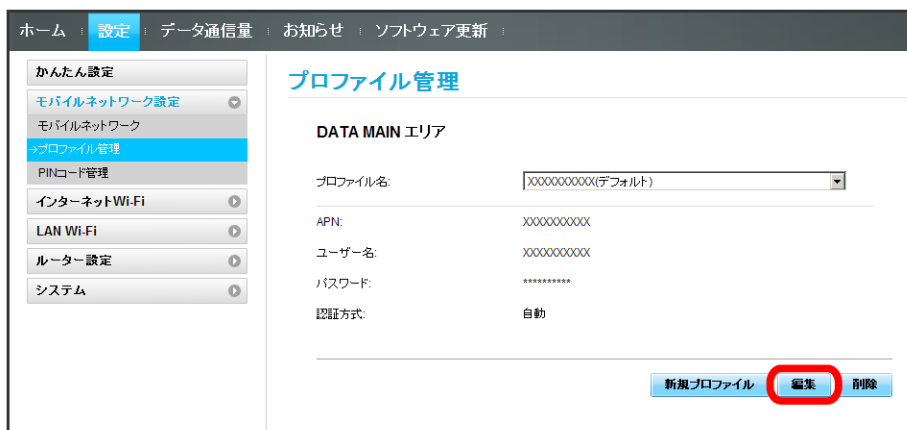 ホーム 設定 データ通信量 お知らせ ソフトウェア更新
かんたん設定
モバイルネットワーク設定
モバイルネットワーク
→プロファイル管理
PINコード管理
インターネットWi-Fi
LAN Wi-Fi
ルーター設定
システム
プロファイル管理
DATA MAIN エリア
プロファイル名: XXXXXXXXXX(デフォルト)
APN: XXXXXXXXXX
ユーザー名: XXXXXXXXXX
パスワード: **********
認証方式: 自動
新規プロファイル 編集 削除